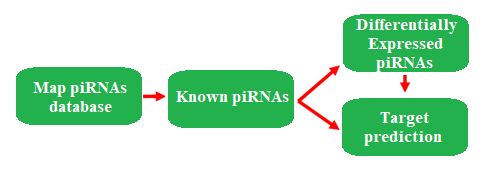 Map piRNAs
database
Known piRNAs
Differentially
Expressed
piRNAs
Target
prediction